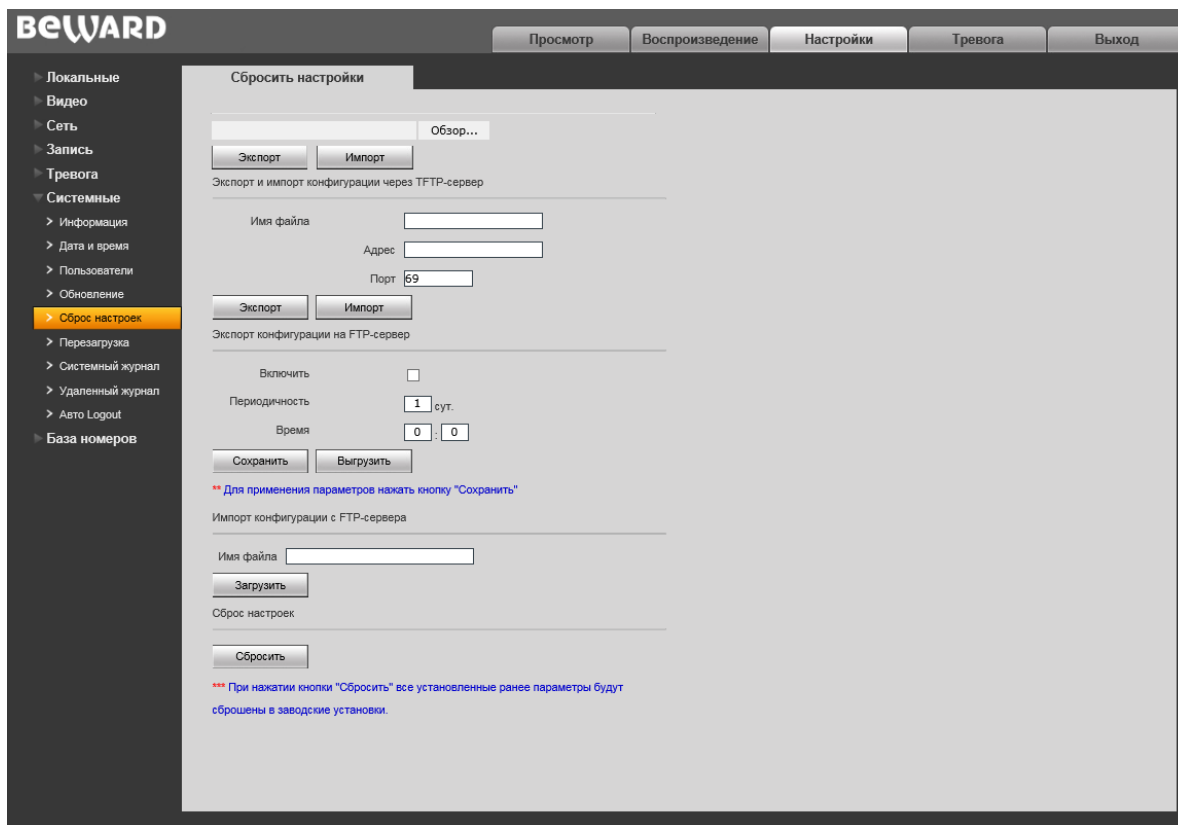 BEWARD
Просмотр Воспроизведение Настройки Тревога Выход
Локальные
Видео
Сеть
Запись
Тревога
Системные
Информация
Дата и время
Пользователи
Обновление
Сброс настроек
Перезагрузка
Системный журнал
Удаленный журнал
Авто Logout
База номеров
Сбросить настройки
Обзор...
Экспорт Импорт
Экспорт и импорт конфигурации через TFTP-сервер
Имя файла
Адрес
Порт 69
Экспорт Импорт
Экспорт конфигурации на FTP-сервер
Включить
Периодичность 1 сут.
Время 0 : 0
Сохранить Выгрузить
** Для применения параметров нажать кнопку "Сохранить"
Импорт конфигурации с FTP-сервера
Имя файла
Загрузить
Сброс настроек
Сбросить
*** При нажатии кнопки "Сбросить" все установленные ранее параметры будут
сброшены в заводские установки.